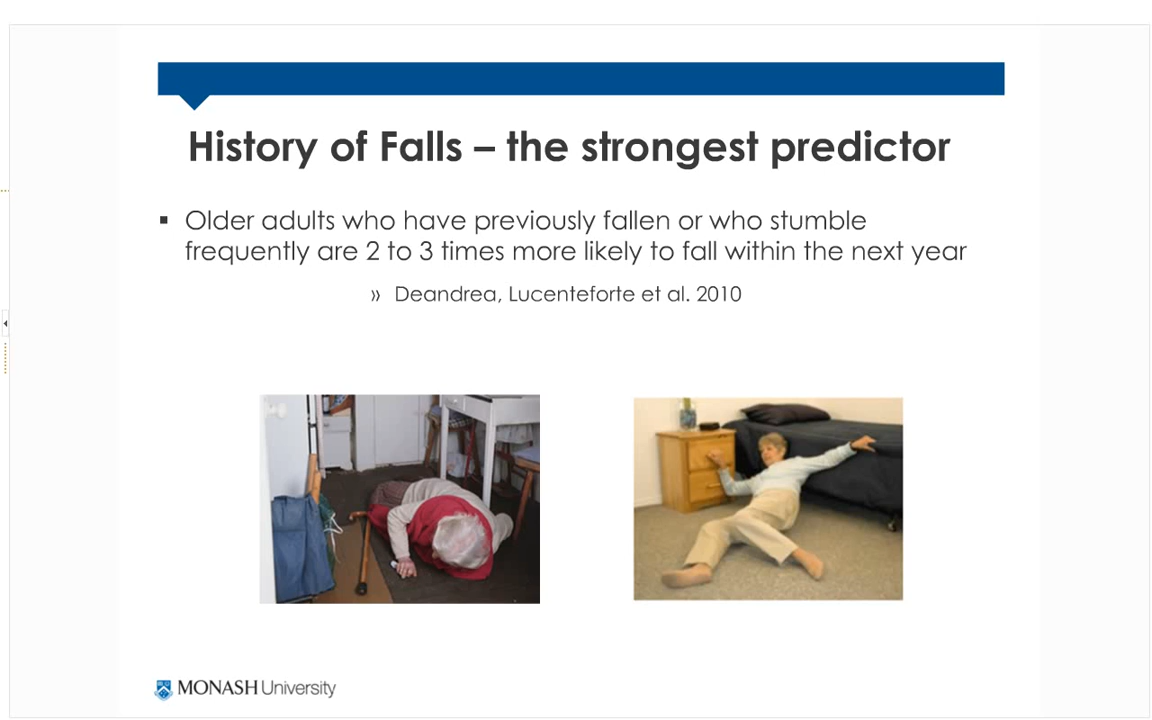 History of Falls – the strongest predictor
▪ Older adults who have previously fallen or who stumble
frequently are 2 to 3 times more likely to fall within the next year
» Deandrea, Lucenteforte et al. 2010
MONASH University